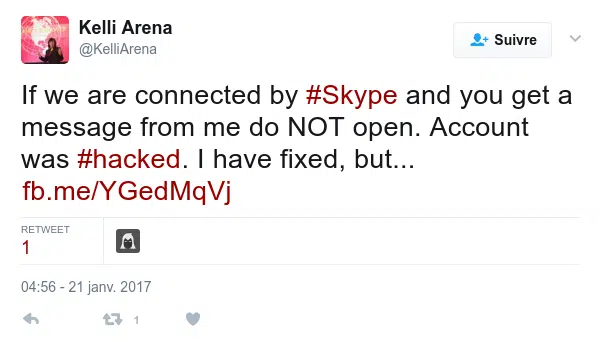 Kelli Arena
@KelliArena
Suivre
If we are connected by #Skype and you get a
message from me do NOT open. Account
was #hacked. I have fixed, but...
fb.me/YGedMqVj
RETWEET
1
04:56 - 21 janv. 2017
1